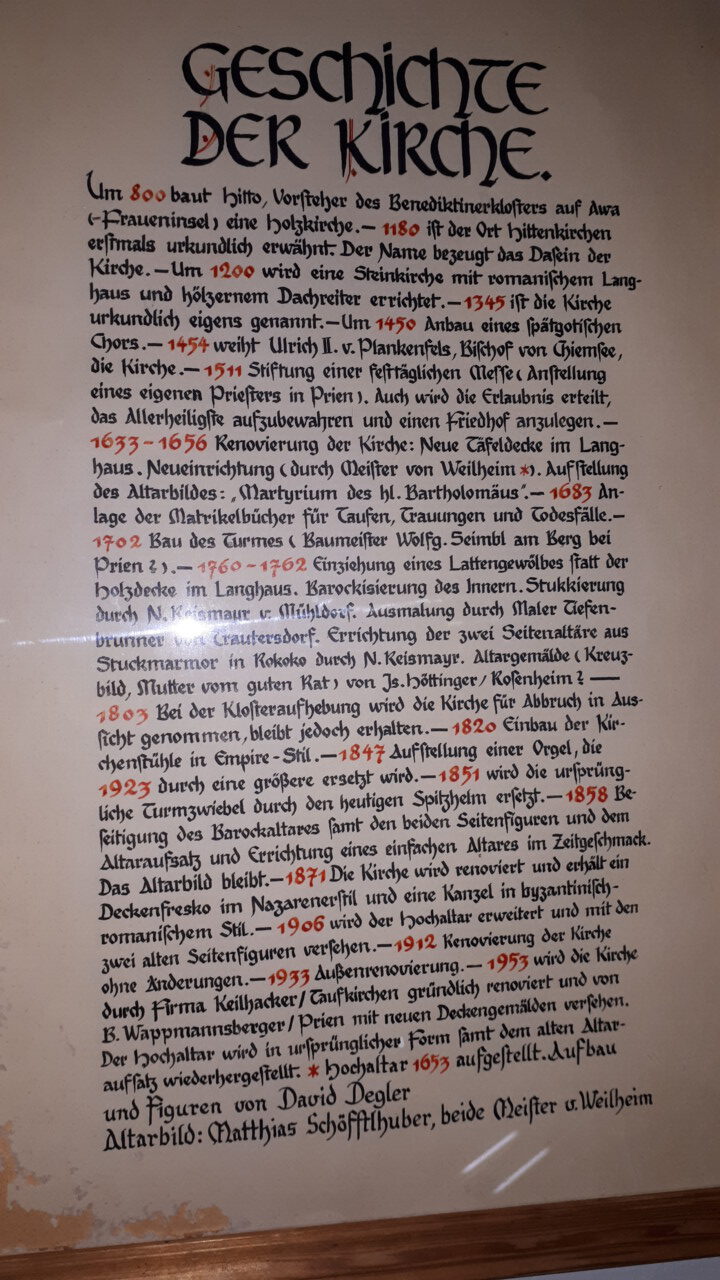 GESCHICHTE
DER KIRCHE.
Um 800 baut Hitto, Vorsteher des Benediktinerklosters auf Awa
(-Fraueninsel) eine Holzkirche.— 1180 ist der Ort Hittenkirchen
erstmals urkundlich erwähnt. Der Name bezeugt das Dasein der
Kirche.—Um 1200 wird eine Steinkirche mit romanischem Lang-
haus und hölzernem Dachreiter errichtet.—1345 ist die Kirche
urkundlich eigens genannt.—Um 1450 Anbau eines spätgotischen
Chors.—1454 weiht Ulrich II. v. Plankenfels, Bischof von Chiemsee,
die Kirche.—1511 Stiftung einer festtäglichen Messe (Anstellung
eines eigenen Priesters in Prien). Auch wird die Erlaubnis erteilt,
das Allerheiligste aufzubewahren und einen Friedhof anzulegen.—
1633-1656 Renovierung der Kirche: Neue Täfeldecke im Lang-
haus. Neueinrichtung (durch Meister von Weilheim *). Aufstellung
des Altarbildes: „Martyrium des hl. Bartholomäus".—1683 An-
lage der Matrikelbücher für Taufen, Trauungen und Todesfälle.—
1702 Bau des Turmes (Baumeister Wolfg. Seimbl am Berg bei
Prien ?).—1760-1762 Einziehung eines Lattengewölbes statt der
Holzdecke im Langhaus. Barockisierung des Innern. Stukkierung
durch N. Keismayr v. Mühldorf. Ausmalung durch Maler Tiefen-
brunner von Trautersdorf. Errichtung der zwei Seitenaltäre aus
Stuckmarmor in Rokoko durch N. Keismayr. Altargemälde (Kreuz-
bild, Mutter vom guten Rat) von Js. Höttinger/Rosenheim ? —
1803 Bei der Klosteraufhebung wird die Kirche für Abbruch in Aus-
sicht genommen, bleibt jedoch erhalten.—1820 Einbau der Kir-
chenstühle in Empire-Stil.—1847 Aufstellung einer Orgel, die
1923 durch eine größere ersetzt wird.—1851 wird die ursprüng-
liche Turmzwiebel durch den heutigen Spitzhelm ersetzt.—1858 Be-
seitigung des Barockaltares samt den beiden Seitenfiguren und dem
Altaraufsatz und Errichtung eines einfachen Altares im Zeitgeschmack.
Das Altarbild bleibt.—1871 Die Kirche wird renoviert und erhält ein
Deckenfresko im Nazarenerstil und eine Kanzel in byzantinisch-
romanischem Stil.—1906 wird der Hochaltar erweitert und mit den
zwei alten Seitenfiguren versehen.—1912 Renovierung der Kirche
ohne Änderungen.—1933 Außenrenovierung.—1953 wird die Kirche
durch Firma Keilhacker/Taufkirchen gründlich renoviert und von
B. Wappmannsberger/Prien mit neuen Deckengemälden versehen.
Der Hochaltar wird in ursprünglicher Form samt dem alten Altar-
aufsatz wiederhergestellt. * Hochaltar 1653 aufgestellt. Aufbau
und Figuren von David Degler
Altarbild: Matthias Schöfftlhuber, beide Meister v. Weilheim